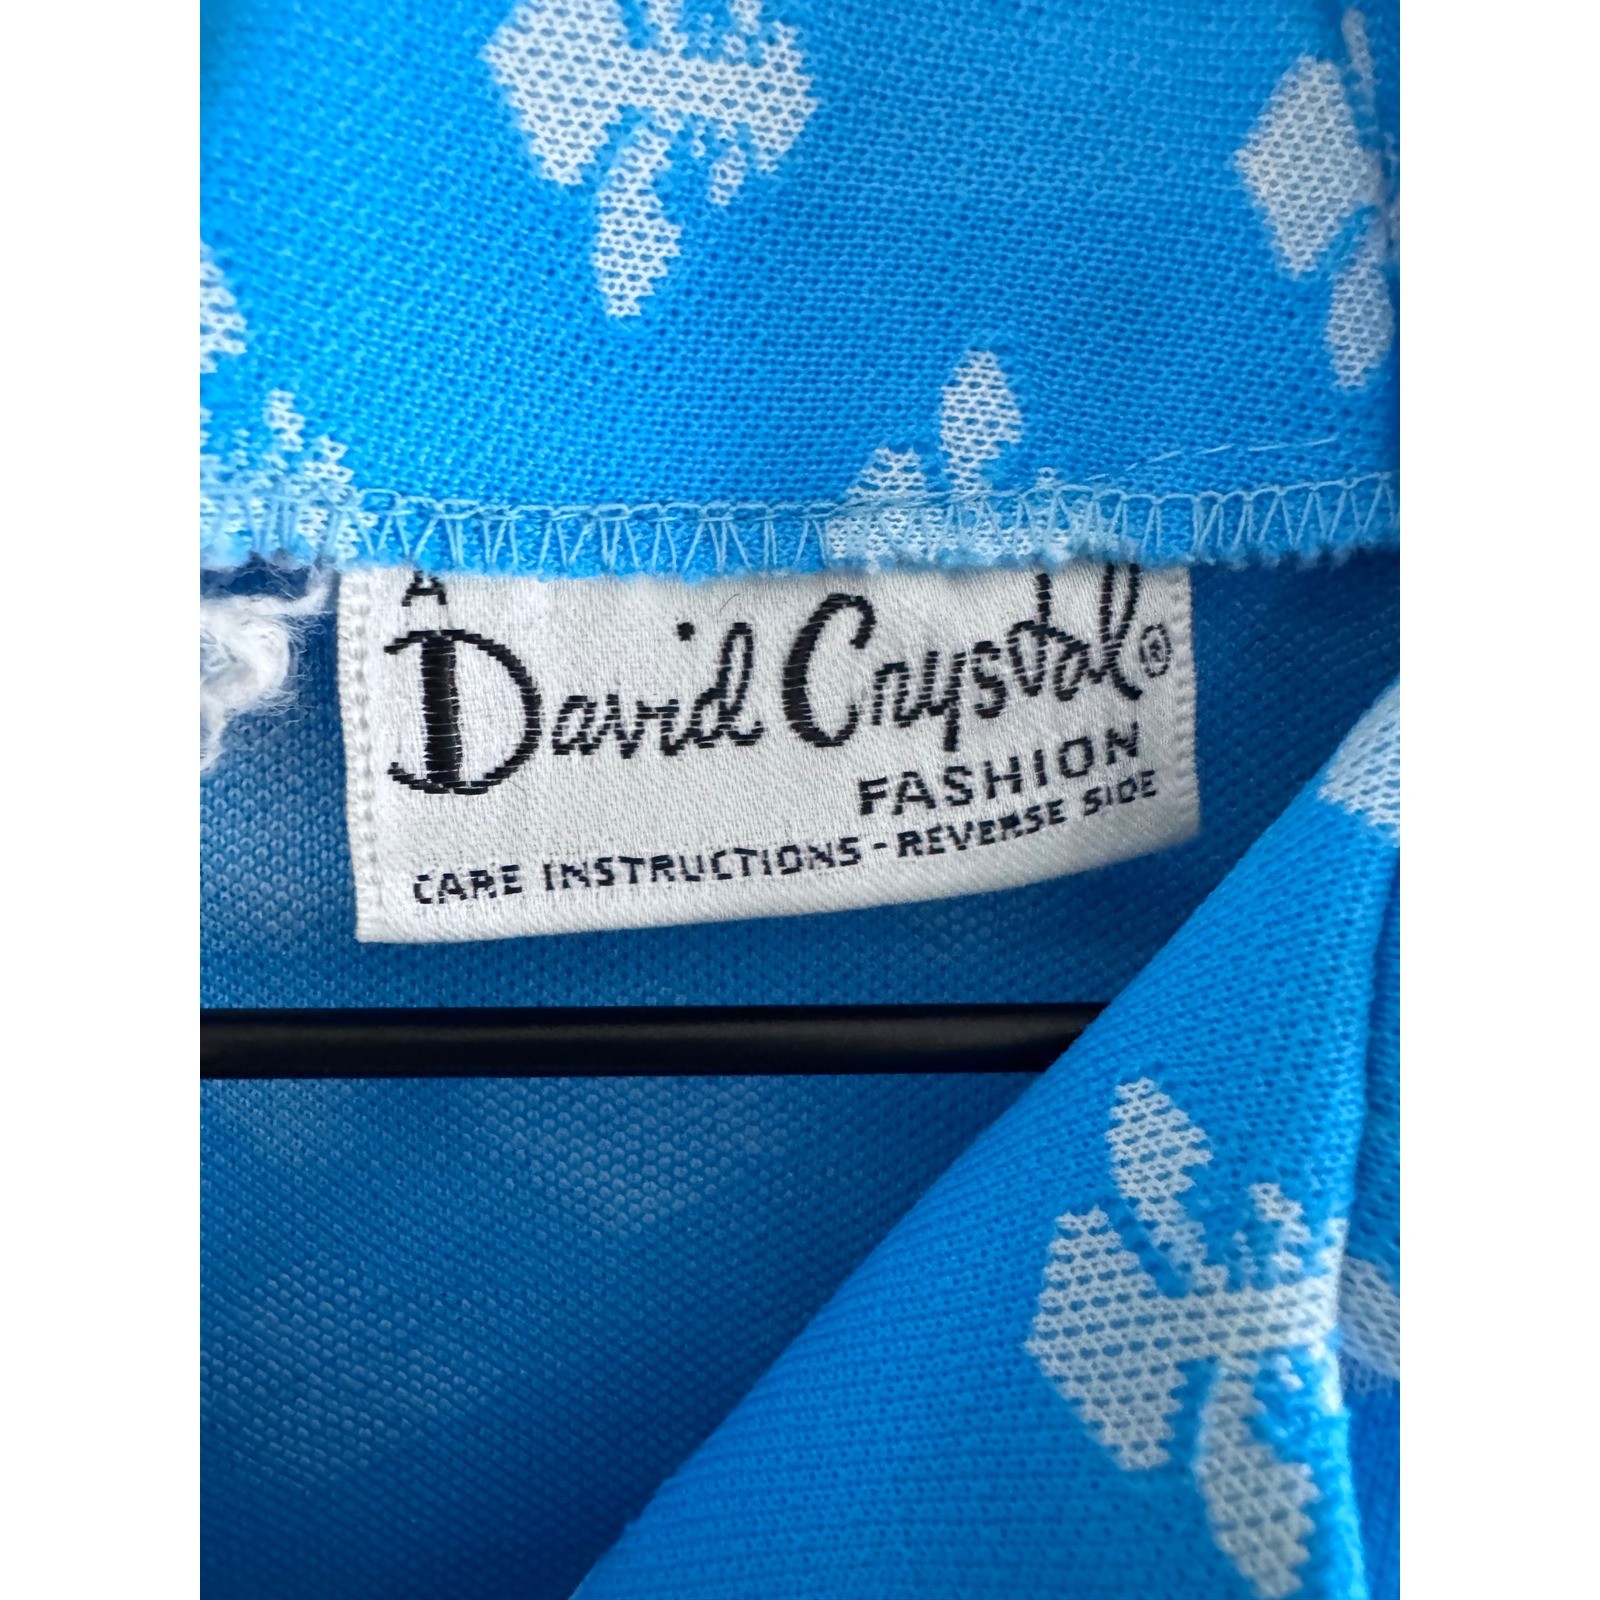 A
David Crystal®
FASHION
CARE INSTRUCTIONS - REVERSE SIDE